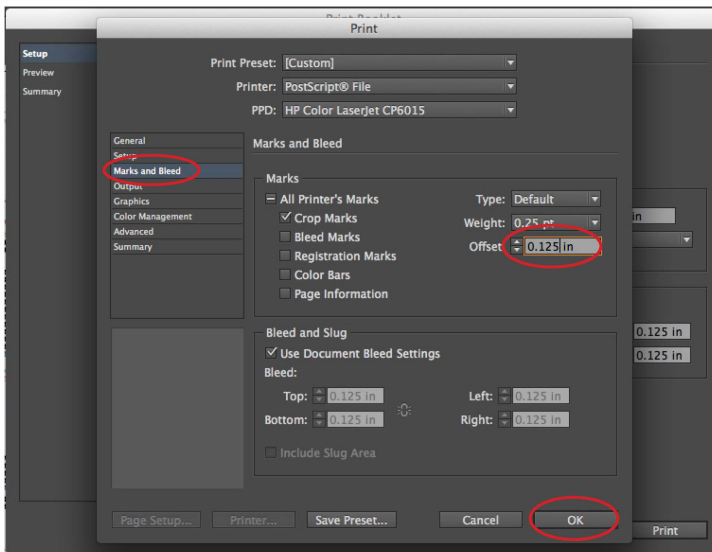 Print Booklet
Print
Setup
Preview
Summary
Print Preset: [Custom]
Printer: PostScript® File
PPD: HP Color LaserJet CP6015
General
Setup
Marks and Bleed
Output
Graphics
Color Management
Advanced
Summary
Marks and Bleed
Marks
All Printer's Marks
Crop Marks
Bleed Marks
Registration Marks
Color Bars
Page Information
Type: Default
Weight: 0.25 pt
Offset 0.125 in
Bleed and Slug
Use Document Bleed Settings
Bleed:
Top: 0.125 in
Bottom: 0.125 in
Left: 0.125 in
Right: 0.125 in
Include Slug Area
in
0.125 in
0.125 in
Page Setup... Printer... Save Preset... Cancel OK
Print